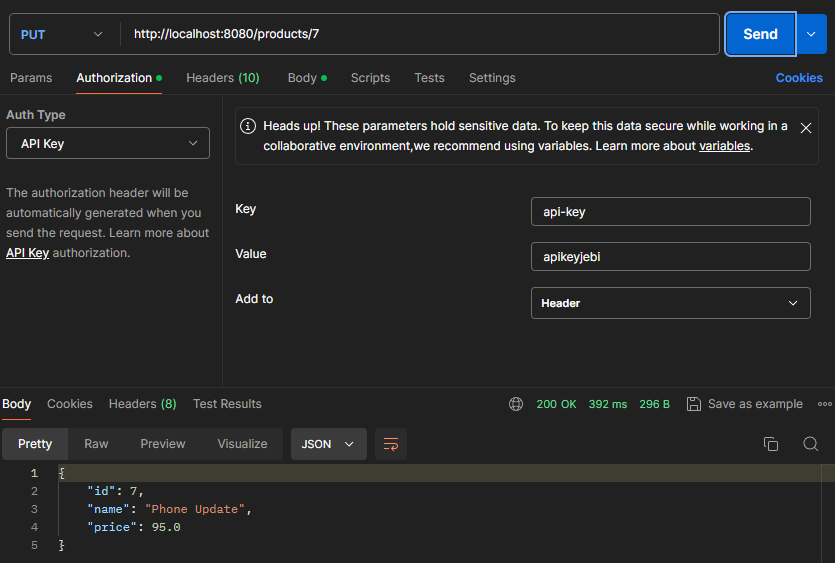 PUT http://localhost:8080/products/7 Send
Params Authorization Headers (10) Body Scripts Tests Settings Cookies
Auth Type
API Key
The authorization header will be
automatically generated when you
send the request. Learn more about
API Key authorization.
Heads up! These parameters hold sensitive data. To keep this data secure while working in a
collaborative environment,we recommend using variables. Learn more about variables.
Key api-key
Value apikeyjebi
Add to Header
Body Cookies Headers (8) Test Results 200 OK 392 ms 296 B Save as example
Pretty Raw Preview Visualize JSON
1 {
2 "id": 7,
3 "name": "Phone Update",
4 "price": 95.0
5 }